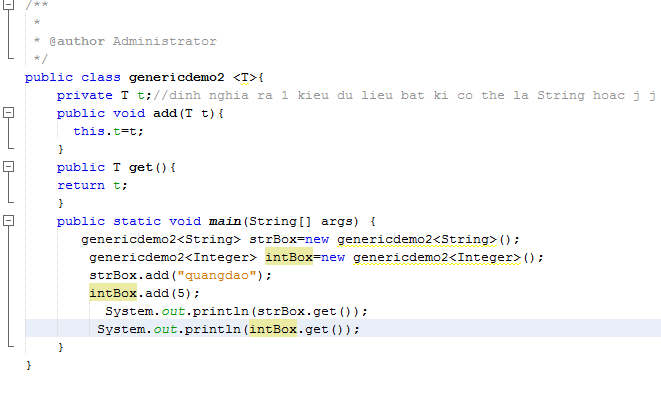 /**
*
* @author Administrator
*/
public class genericdemo2 <T>{
private T t;//dinh nghia ra 1 kieu du lieu bat ki co the la String hoac j j
public void add(T t){
this.t=t;
}
public T get(){
return t;
}
public static void main(String[] args) {
genericdemo2<String> strBox=new genericdemo2<String>();
genericdemo2<Integer> intBox=new genericdemo2<Integer>();
strBox.add("quangdao");
intBox.add(5);
System.out.println(strBox.get());
System.out.println(intBox.get());
}
}